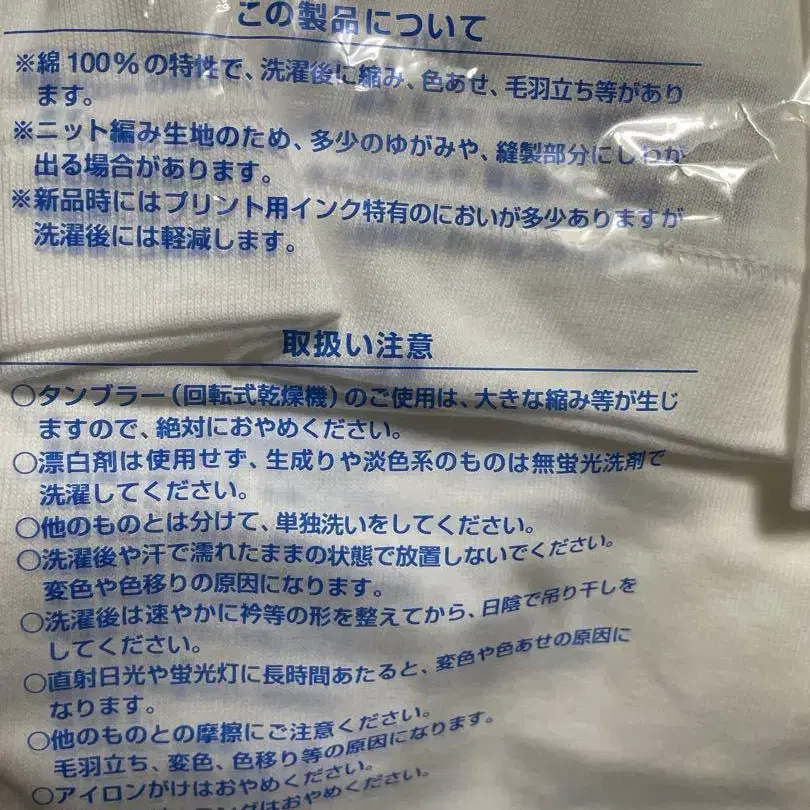 この製品について
※綿100%の特性で、洗濯後に縮み、色あせ、毛羽立ち等があり
ます。
※ニット編み生地のため、多少のゆがみや、縫製部分にしわが
出る場合があります。
※新品時にはプリント用インク特有のにおいが多少ありますが
洗濯後には軽減します。
取扱い注意
○タンブラー(回転式乾燥機)のご使用は、大きな縮み等が生じ
ますので、絶対におやめください。
○漂白剤は使用せず、生成りや淡色系のものは無蛍光洗剤で
洗濯してください。
○他のものとは分けて、単独洗いをしてください。
○洗濯後や汗で濡れたままの状態で放置しないでください。
変色や色移りの原因になります。
○洗濯後は速やかに衿等の形を整えてから、日陰で吊り干しを
してください。
○直射日光や蛍光灯に長時間あたると、変色や色あせの原因に
なります。
○他のものとの摩擦にご注意ください。
毛羽立ち、変色、色移り等の原因になります。
○アイロンがけはおやめください。
はおやめください。